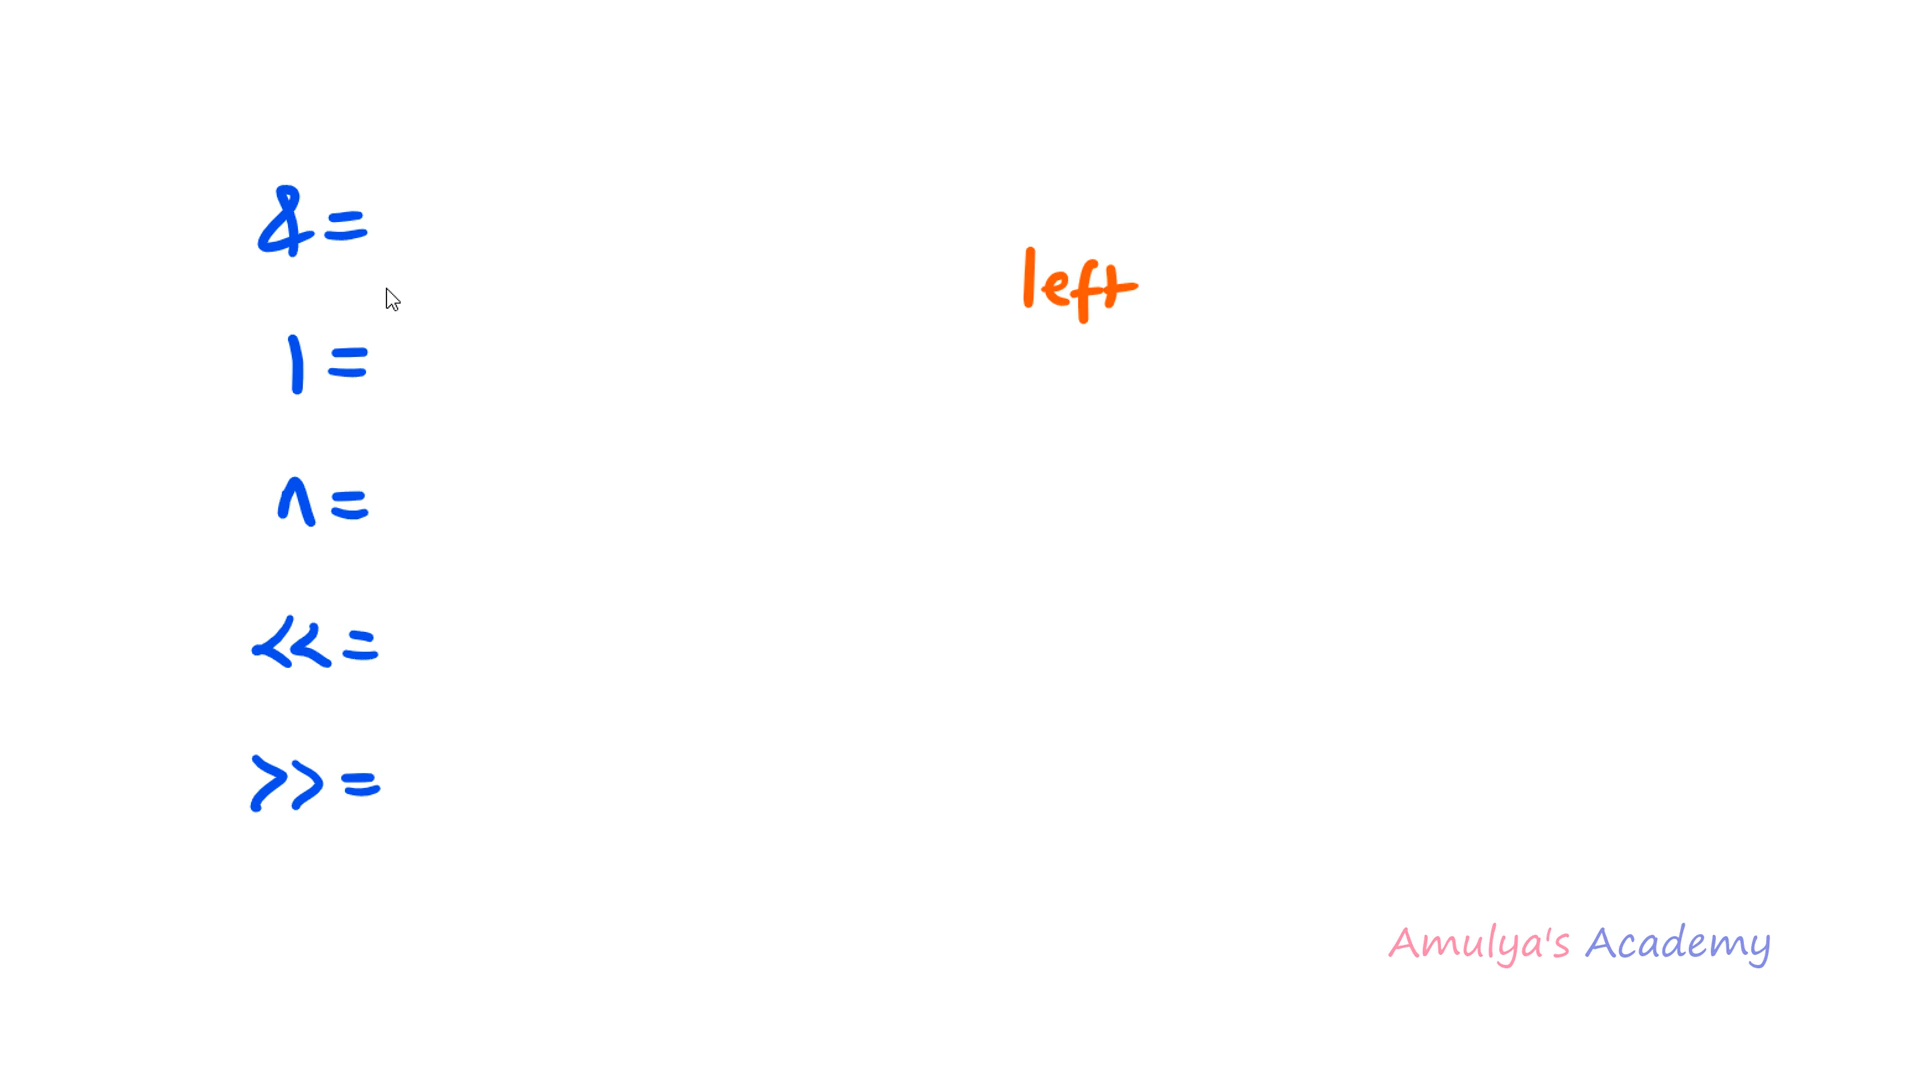 &=
left
|=
^=
<<=
>>=
Amulya's Academy